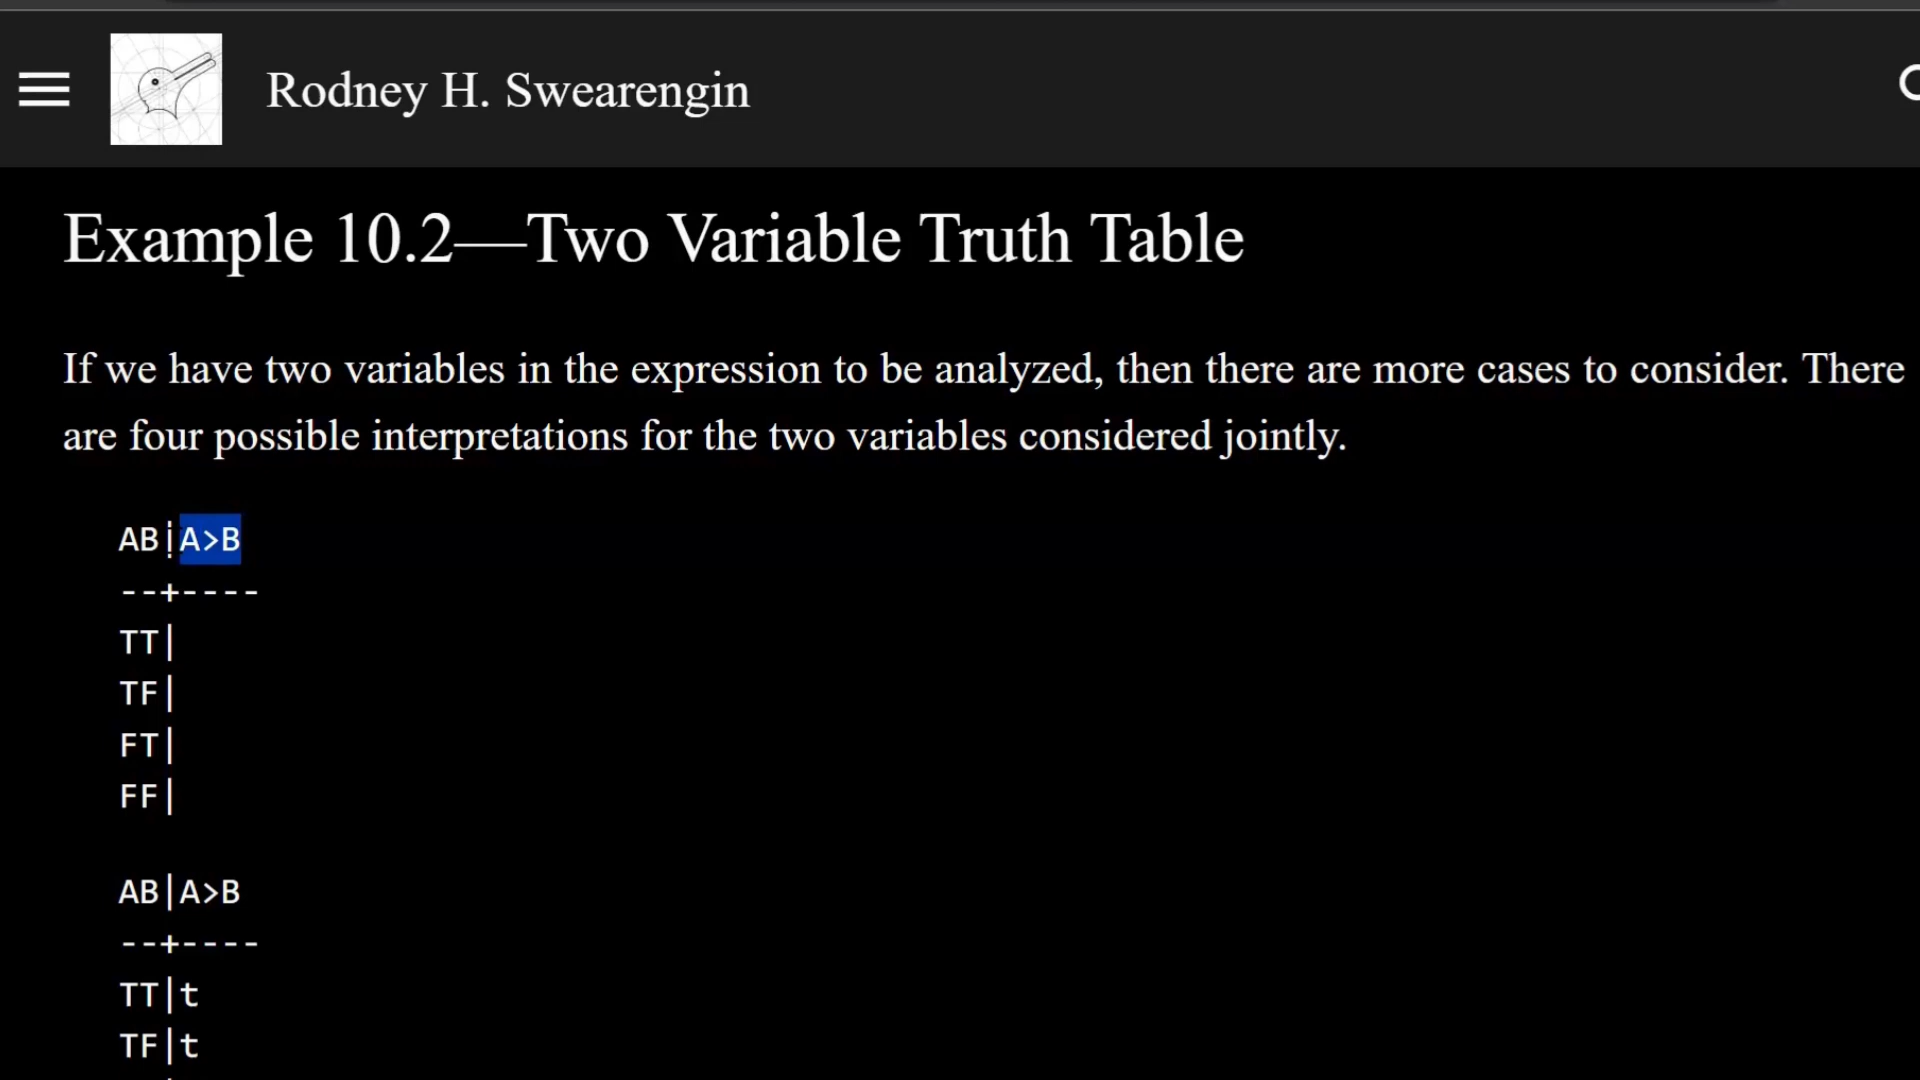 Rodney H. Swearengin
Example 10.2—Two Variable Truth Table
If we have two variables in the expression to be analyzed, then there are more cases to consider. There
are four possible interpretations for the two variables considered jointly.
AB|A>B
--+----
TT|
TF|
FT|
FF|
AB|A>B
--+----
TT|t
TF|t